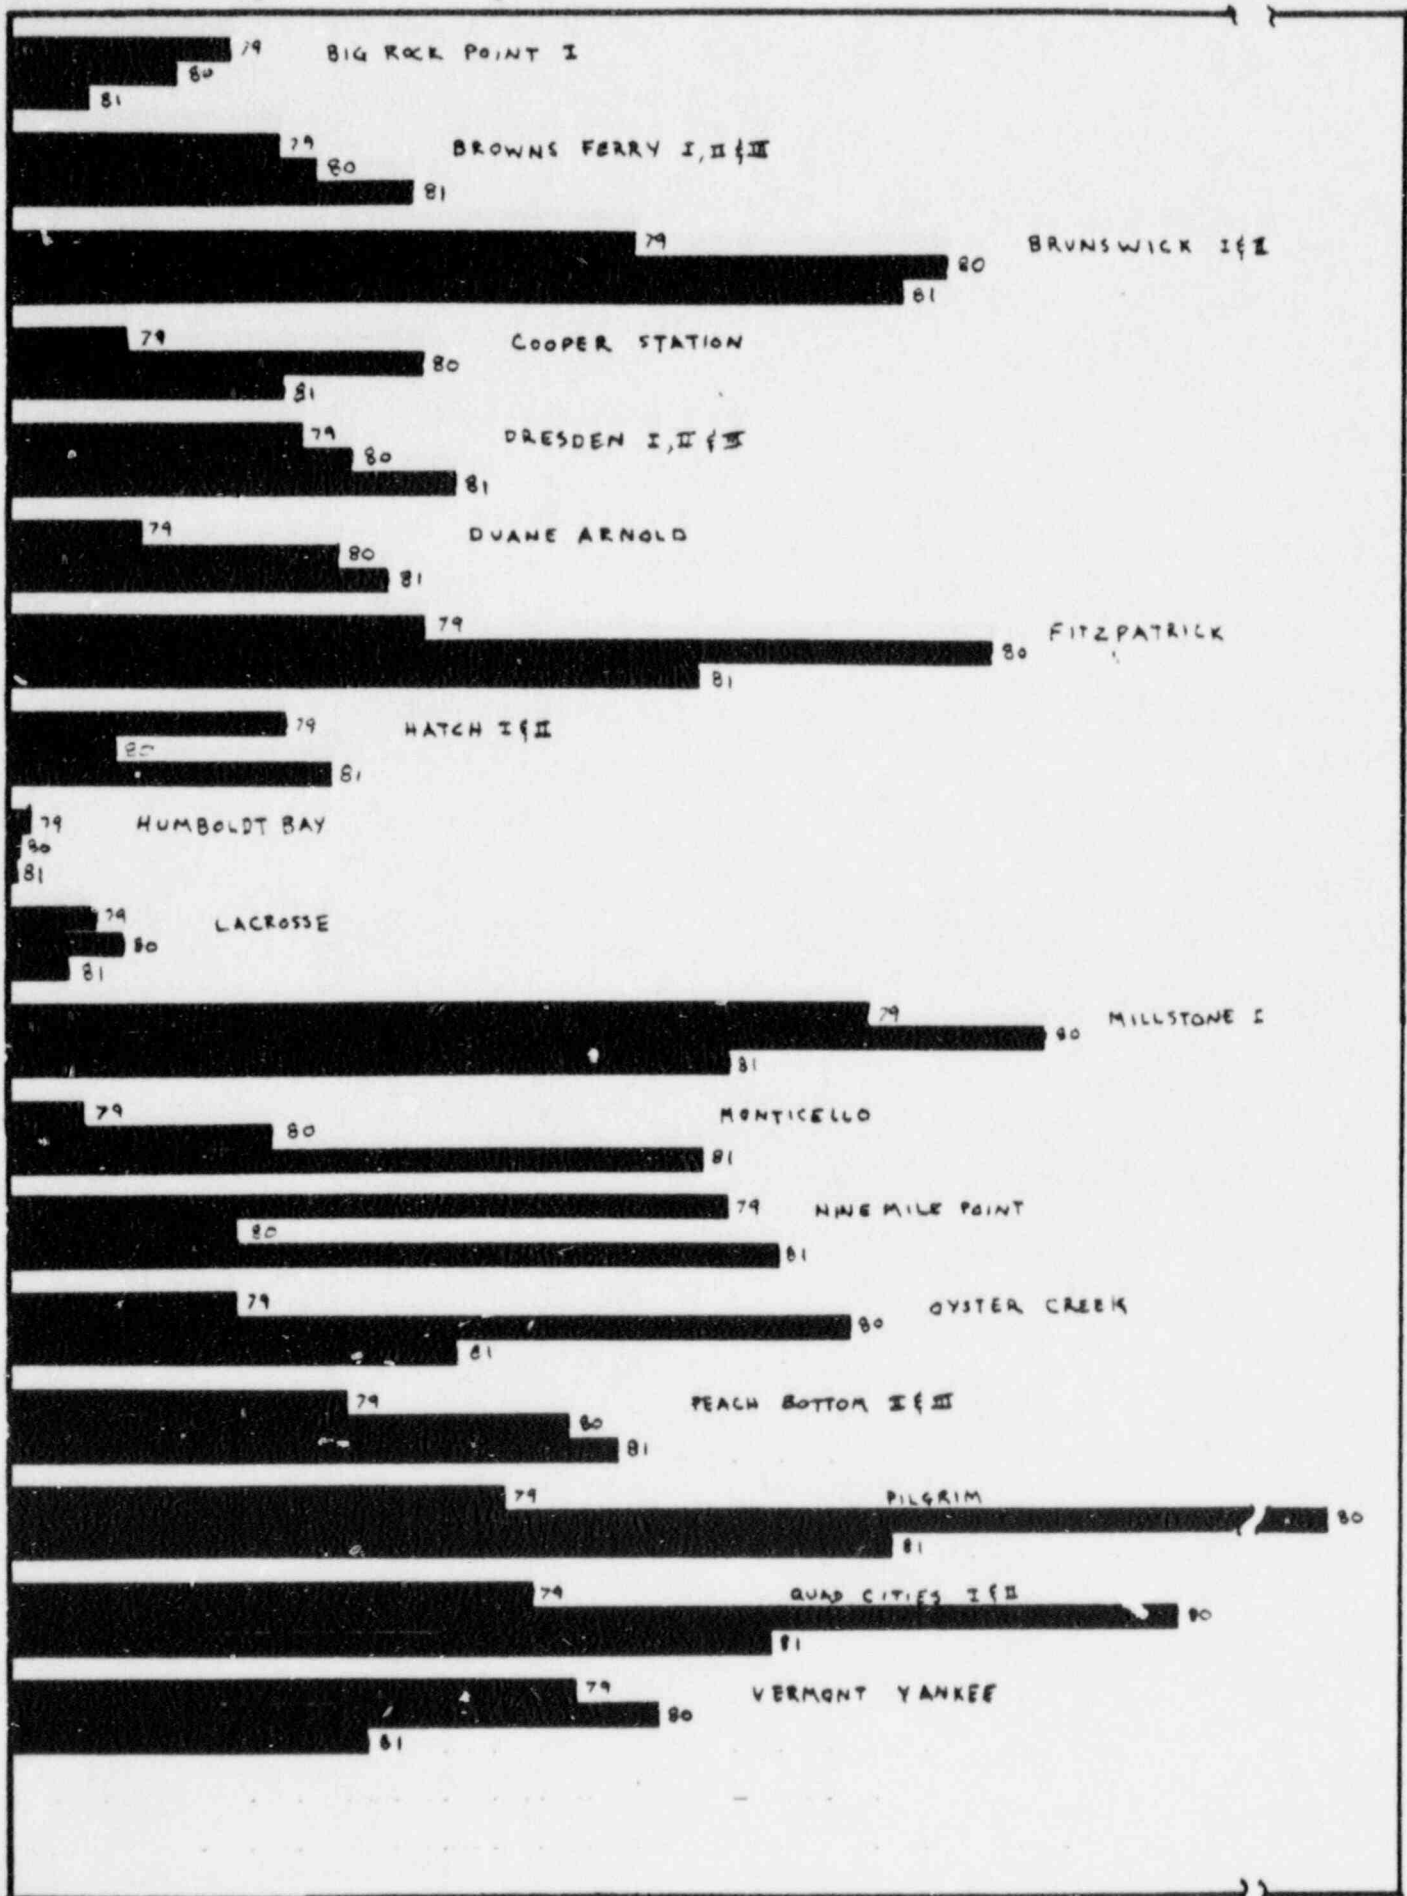 79 BIG ROCK POINT I
80
81
79 BROWNS FERRY I, II & III
80
81
79 BRUNSWICK I & II
80
81
79 COOPER STATION
80
81
79 DRESDEN I, II & III
80
81
79 DUANE ARNOLD
80
81
79 FITZPATRICK
80
81
79 HATCH I & II
80
81
79 HUMBOLDT BAY
80
81
79 LACROSSE
80
81
79 MILLSTONE I
80
81
79 MONTICELLO
80
81
79 NINE MILE POINT
80
81
79 OYSTER CREEK
80
81
79 PEACH BOTTOM II & III
80
81
79 PILGRIM
80
81
79 QUAD CITIES I & II
80
81
79 VERMONT YANKEE
80
81